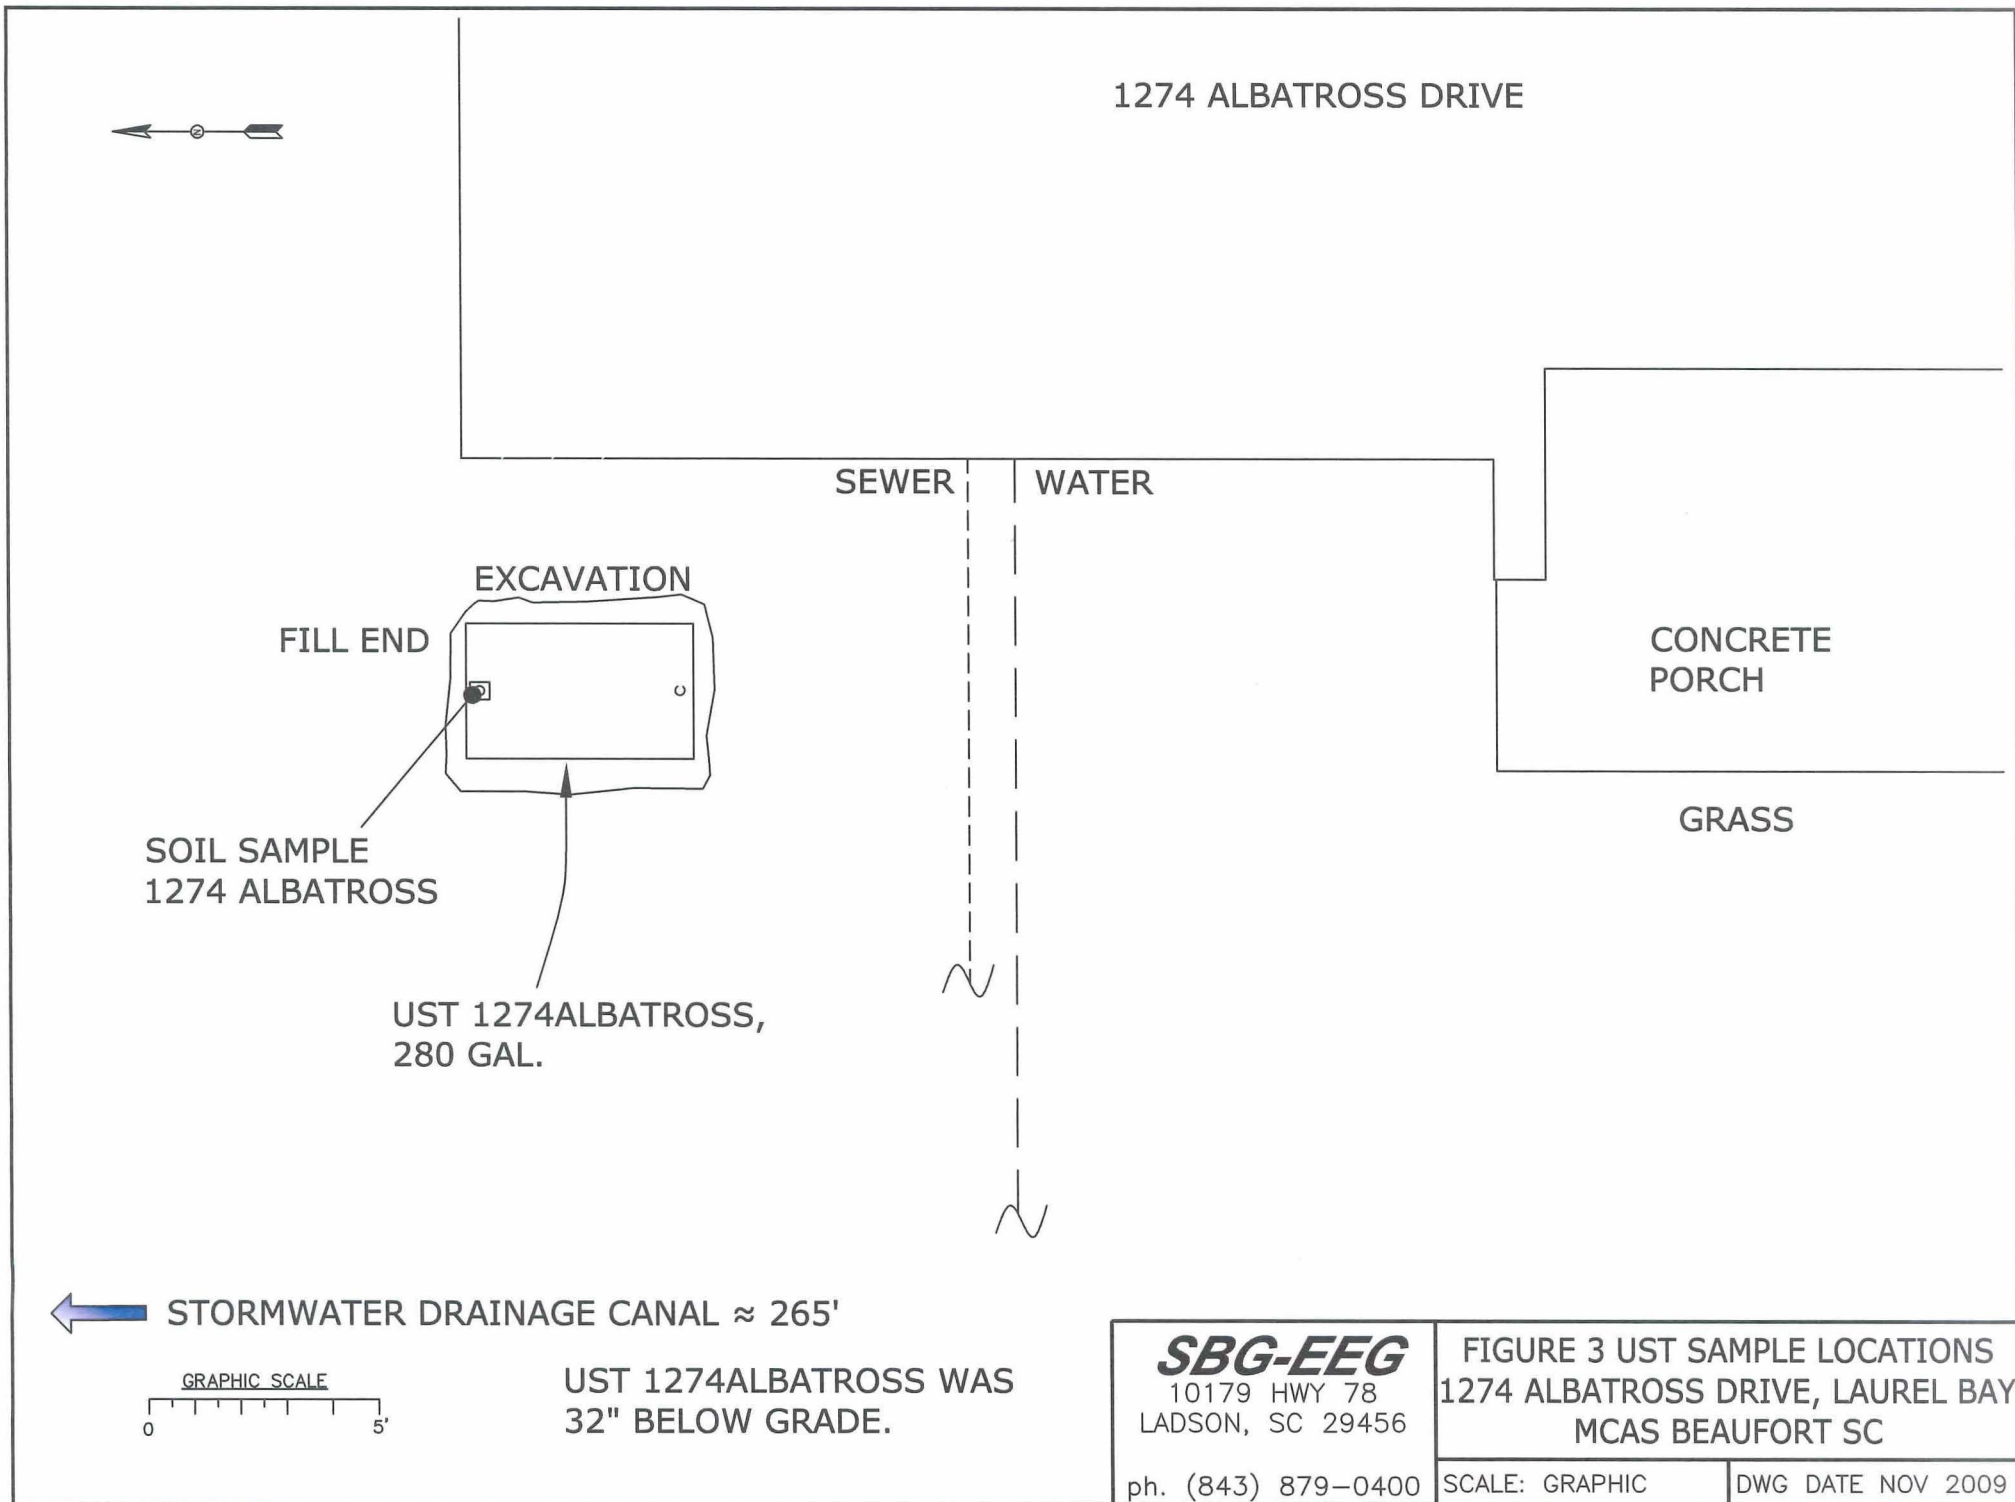 1274 ALBATROSS DRIVE
N
SEWER
WATER
EXCAVATION
FILL END
C
CONCRETE
PORCH
GRASS
SOIL SAMPLE
1274 ALBATROSS
UST 1274ALBATROSS,
280 GAL.
STORMWATER DRAINAGE CANAL ≈ 265'
GRAPHIC SCALE
0 5'
UST 1274ALBATROSS WAS
32" BELOW GRADE.
SBG-EEG
10179 HWY 78
LADSON, SC 29456
ph. (843) 879-0400
FIGURE 3 UST SAMPLE LOCATIONS
1274 ALBATROSS DRIVE, LAUREL BAY
MCAS BEAUFORT SC
SCALE: GRAPHIC
DWG DATE NOV 2009